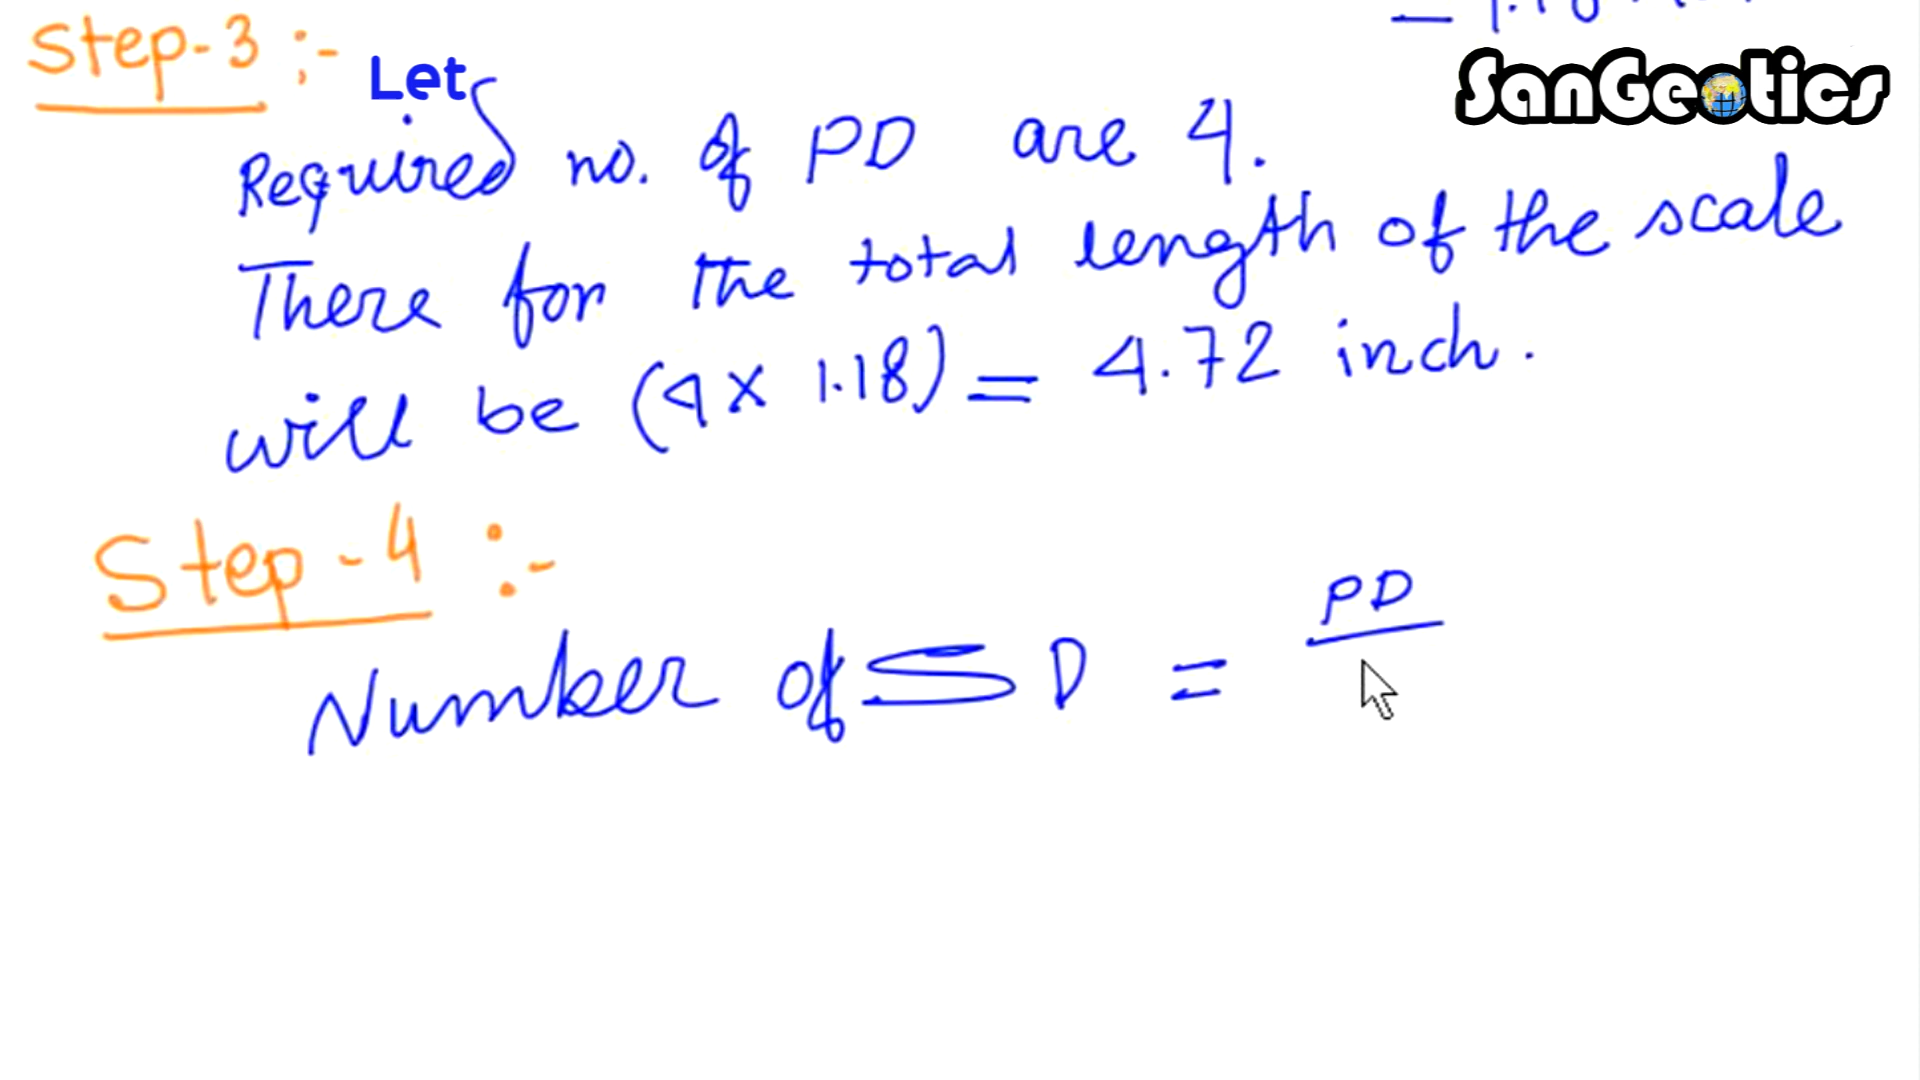 Step-3 :-
SanGeotics
Let
Required no. of PD are 4.
There for the total length of the scale
will be (4 x 1.18) = 4.72 inch.
Step-4 :-
Number of SD = PD